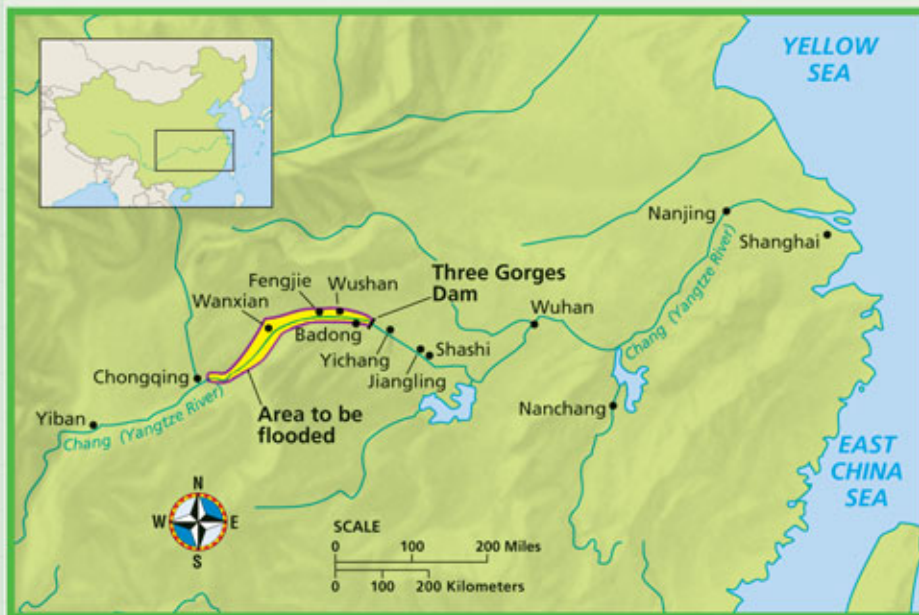 YELLOW
SEA
Nanjing
Shanghai
Fengjie
Wushan
Three Gorges
Dam
Wanxian
Wuhan
Badong
Yichang
Shashi
Jiangling
Chang (Yangtze River)
Chongqing
Yiban
Chang (Yangtze River)
Area to be
flooded
Nanchang
EAST
CHINA
SEA
N
W
E
S
SCALE
0 100 200 Miles
0 100 200 Kilometers